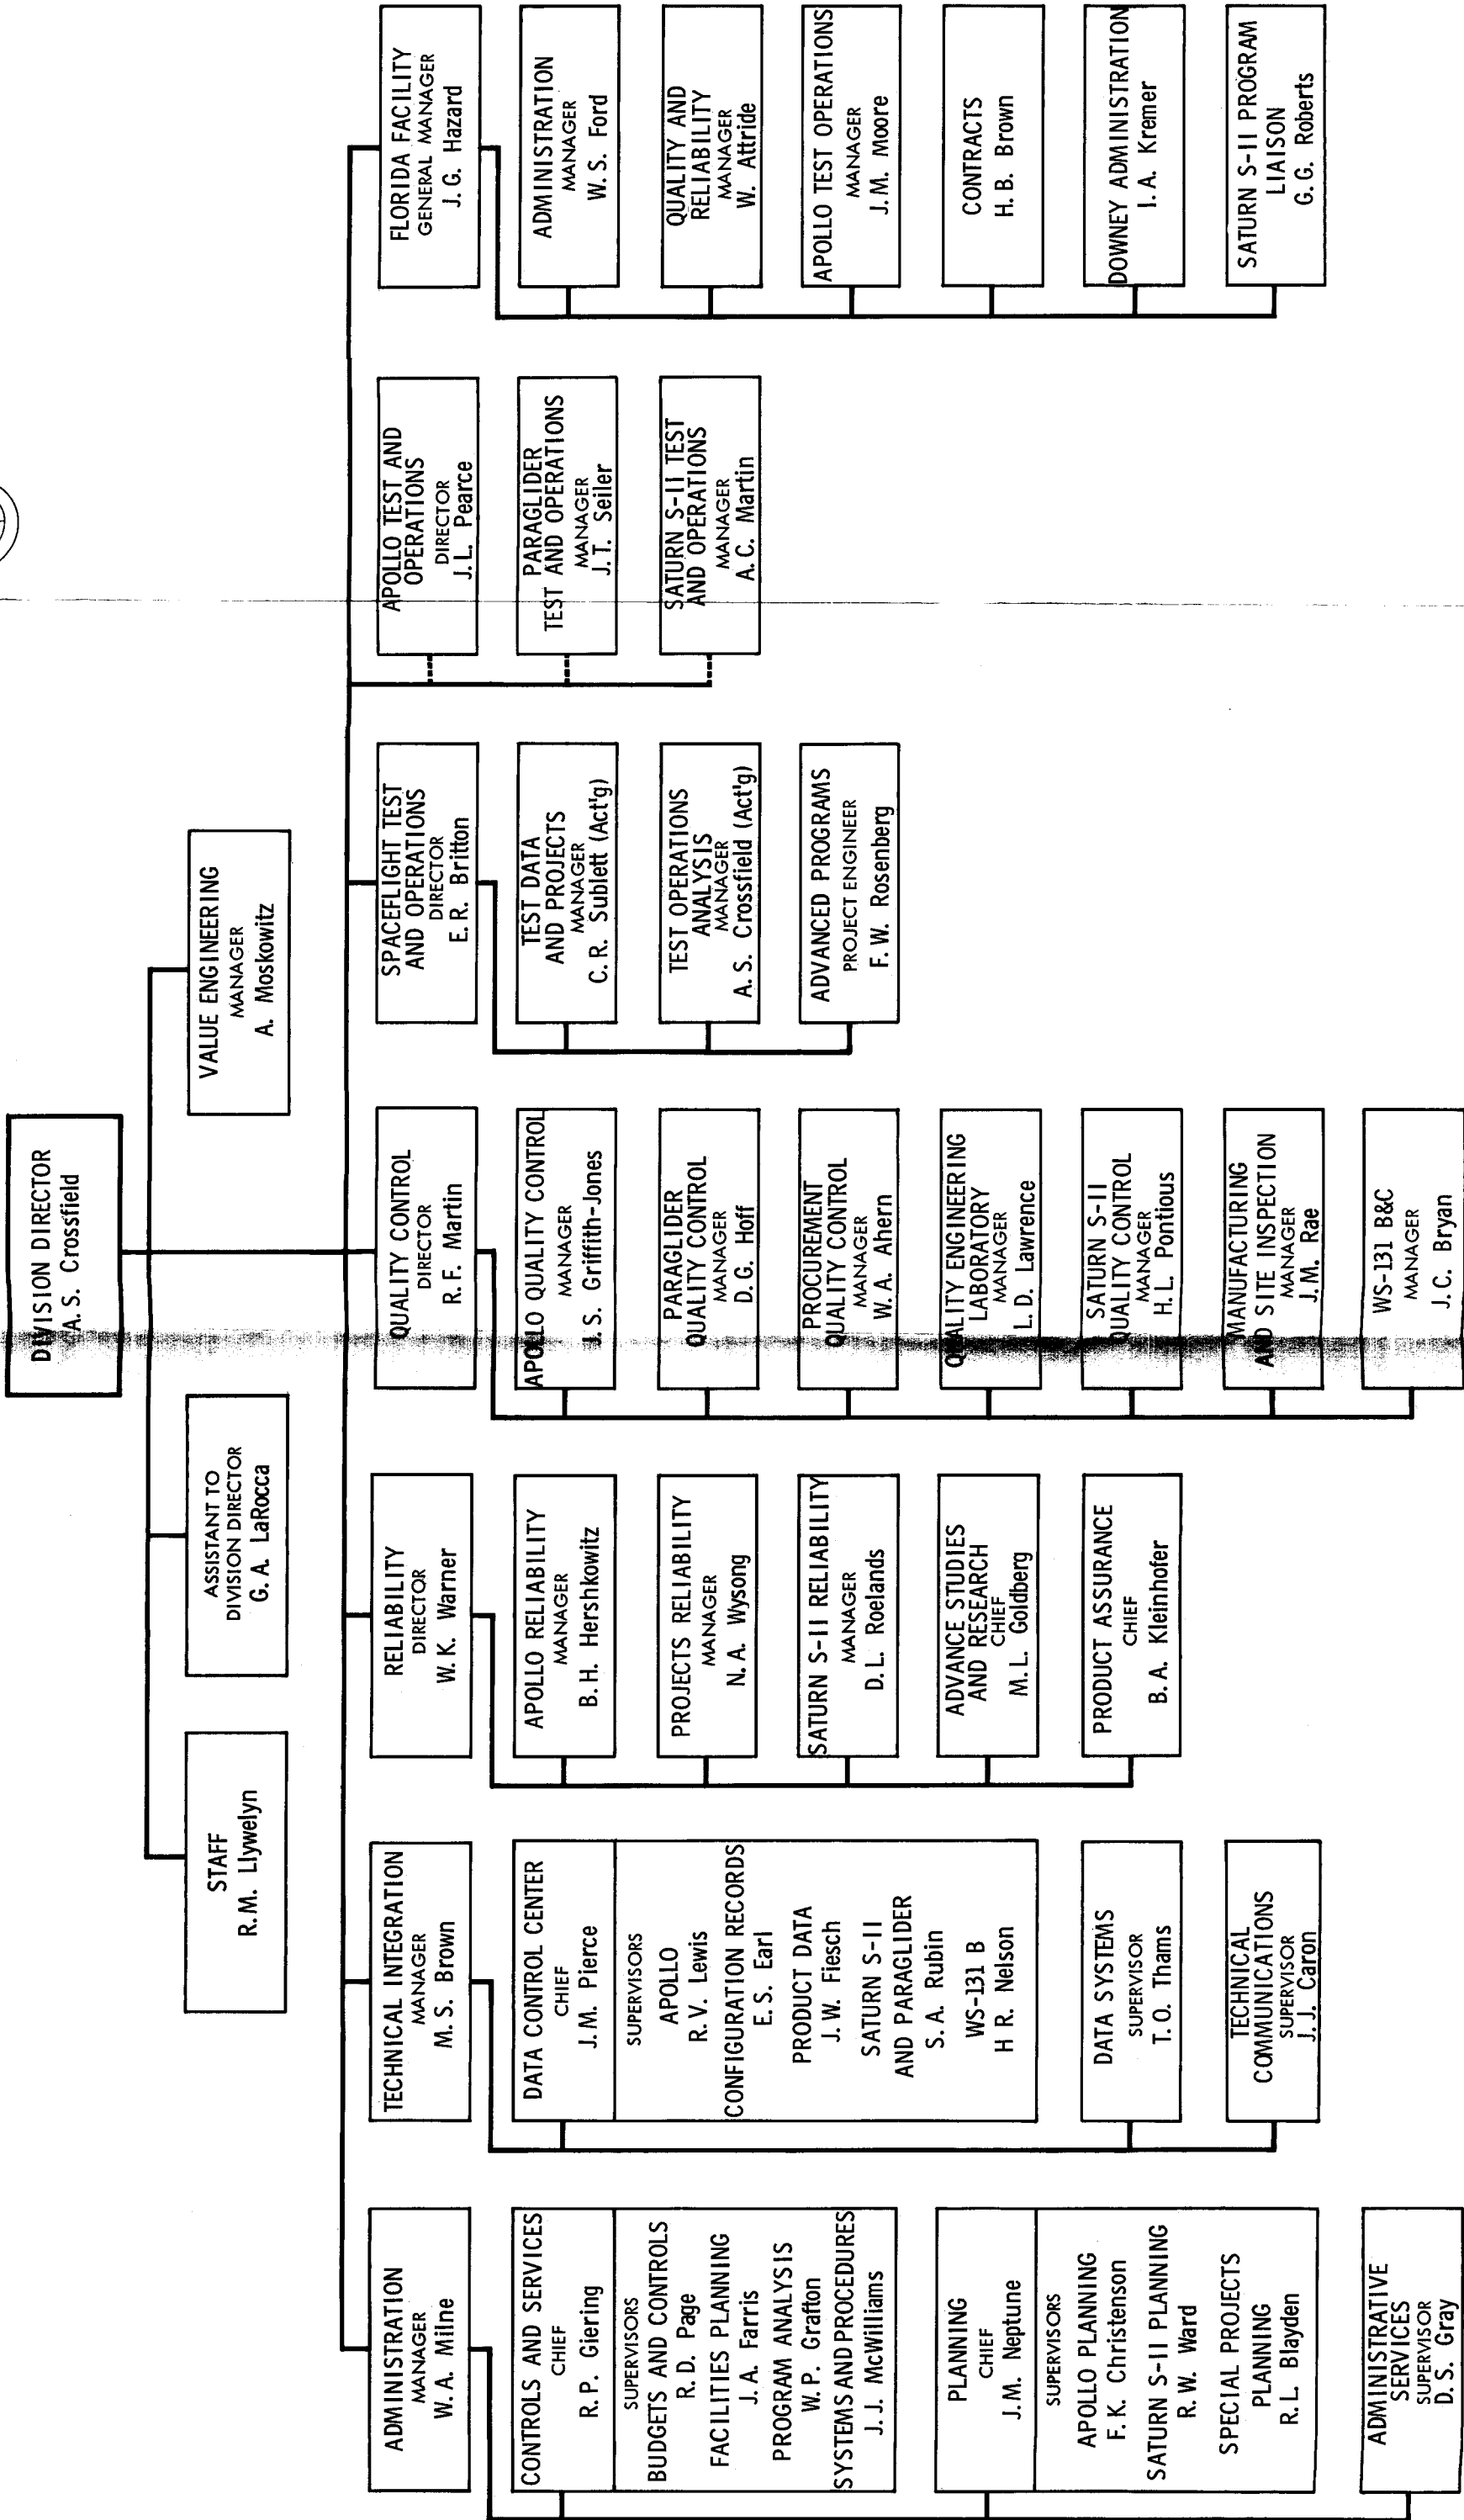 DIVISION DIRECTOR
A. S. Crossfield
STAFF
R. M. Llywelyn
ASSISTANT TO
DIVISION DIRECTOR
G. A. LaRocca
VALUE ENGINEERING
MANAGER
A. Moskowitz
ADMINISTRATION
MANAGER
W. A. Milne
CONTROLS AND SERVICES
CHIEF
R. P. Giering
SUPERVISORS
BUDGETS AND CONTROLS
R. D. Page
FACILITIES PLANNING
J. A. Farris
PROGRAM ANALYSIS
W. P. Grafton
SYSTEMS AND PROCEDURES
J. J. McWilliams
PLANNING
CHIEF
J. M. Neptune
SUPERVISORS
APOLLO PLANNING
F. K. Christenson
SATURN S-II PLANNING
R. W. Ward
SPECIAL PROJECTS
PLANNING
R. L. Blayden
ADMINISTRATIVE
SERVICES
SUPERVISOR
D. S. Gray
TECHNICAL INTEGRATION
MANAGER
M. S. Brown
DATA CONTROL CENTER
CHIEF
J. M. Pierce
SUPERVISORS
APOLLO
R. V. Lewis
CONFIGURATION RECORDS
E. S. Earl
PRODUCT DATA
J. W. Fiesch
SATURN S-II
AND PARAGLIDER
S. A. Rubin
WS-131 B
H R. Nelson
DATA SYSTEMS
SUPERVISOR
T. O. Thams
TECHNICAL
COMMUNICATIONS
SUPERVISOR
J. J. Caron
RELIABILITY
DIRECTOR
W. K. Warner
APOLLO RELIABILITY
MANAGER
B. H. Hershkowitz
PROJECTS RELIABILITY
MANAGER
N. A. Wysong
SATURN S-II RELIABILITY
MANAGER
D. L. Roelands
ADVANCE STUDIES
AND RESEARCH
CHIEF
M. L. Goldberg
PRODUCT ASSURANCE
CHIEF
B. A. Kleinhofer
QUALITY CONTROL
DIRECTOR
R. F. Martin
APOLLO QUALITY CONTROL
MANAGER
J. S. Griffith-Jones
PARAGLIDER
QUALITY CONTROL
MANAGER
D. G. Hoff
PROCUREMENT
QUALITY CONTROL
MANAGER
W. A. Ahern
QUALITY ENGINEERING
LABORATORY
MANAGER
L. D. Lawrence
SATURN S-II
QUALITY CONTROL
MANAGER
H. L. Pontious
MANUFACTURING
AND SITE INSPECTION
MANAGER
J. M. Rae
WS-131 B&C
MANAGER
J. C. Bryan
SPACEFLIGHT TEST
AND OPERATIONS
DIRECTOR
E. R. Britton
TEST DATA
AND PROJECTS
MANAGER
C. R. Sublett (Act'g)
TEST OPERATIONS
ANALYSIS
MANAGER
A. S. Crossfield (Act'g)
ADVANCED PROGRAMS
PROJECT ENGINEER
F. W. Rosenberg
APOLLO TEST AND
OPERATIONS
DIRECTOR
J. L. Pearce
PARAGLIDER
TEST AND OPERATIONS
MANAGER
J. T. Seiler
SATURN S-II TEST
AND OPERATIONS
MANAGER
A. C. Martin
FLORIDA FACILITY
GENERAL MANAGER
J. G. Hazard
ADMINISTRATION
MANAGER
W. S. Ford
QUALITY AND
RELIABILITY
MANAGER
W. Attride
APOLLO TEST OPERATIONS
MANAGER
J. M. Moore
CONTRACTS
H. B. Brown
DOWNEY ADMINISTRATION
I. A. Kremer
SATURN S-II PROGRAM
LIAISON
G. G. Roberts